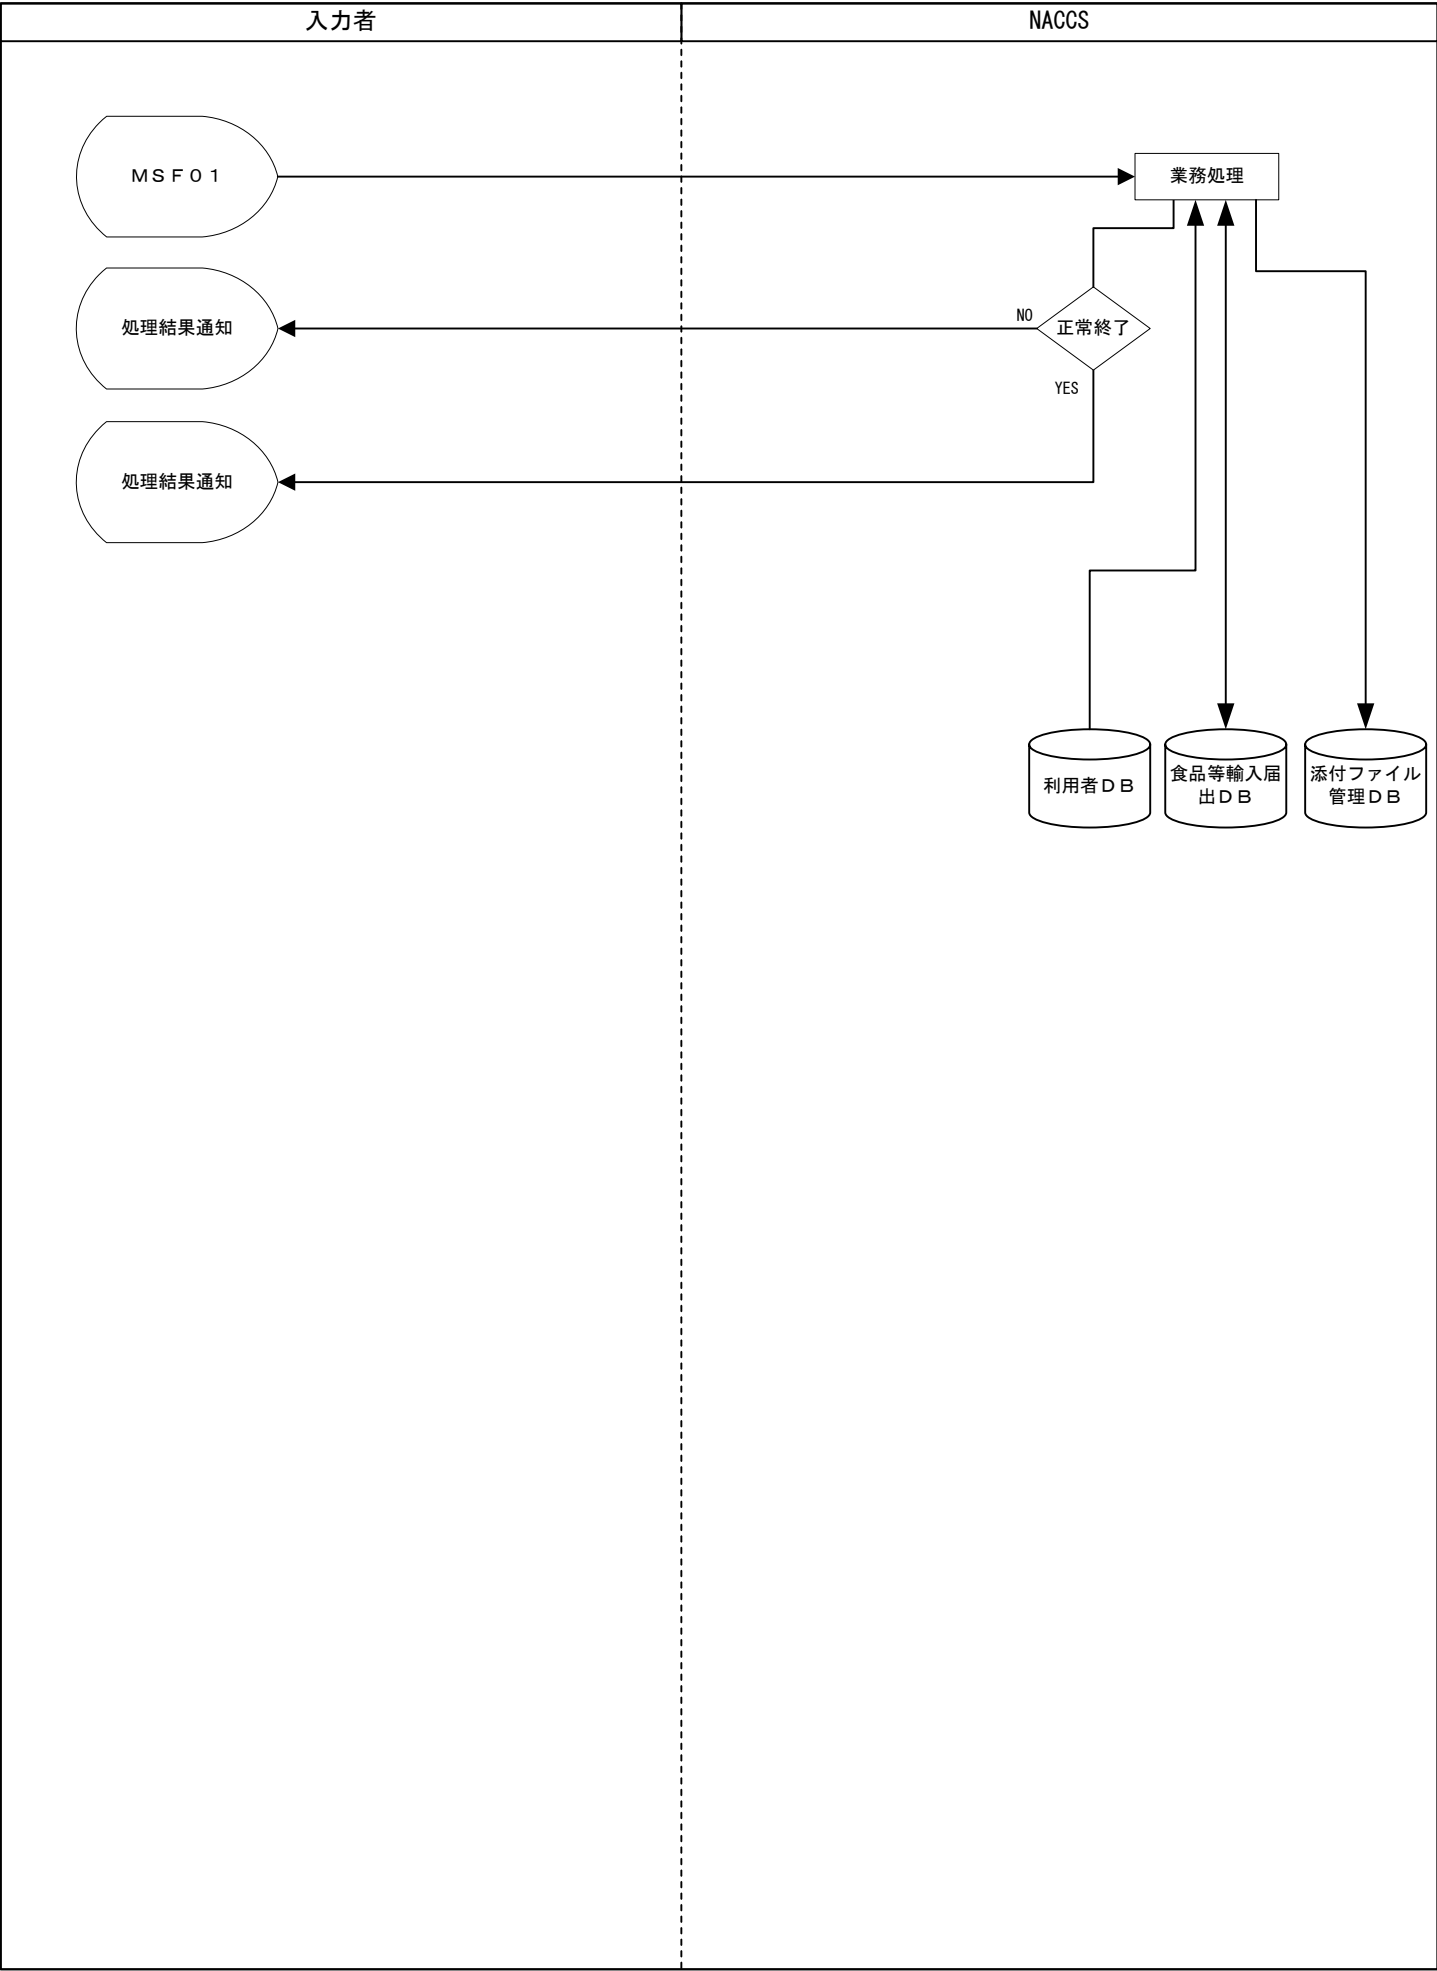 入力者
NACCS
ＭＳＦ０１
業務処理
処理結果通知
NO
正常終了
YES
処理結果通知
利用者ＤＢ
食品等輸入届
出ＤＢ
添付ファイル
管理ＤＢ